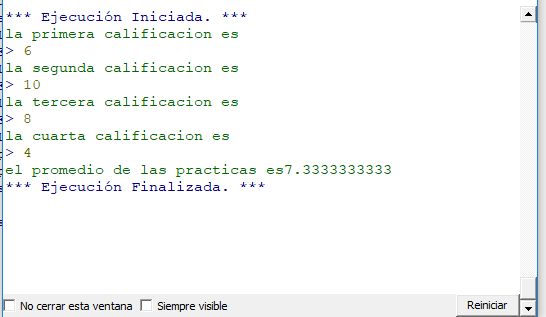 *** Ejecución Iniciada. ***
la primera calificacion es
> 6
la segunda calificacion es
> 10
la tercera calificacion es
> 8
la cuarta calificacion es
> 4
el promedio de las practicas es7.3333333333
*** Ejecución Finalizada. ***
No cerrar esta ventana Siempre visible Reiniciar